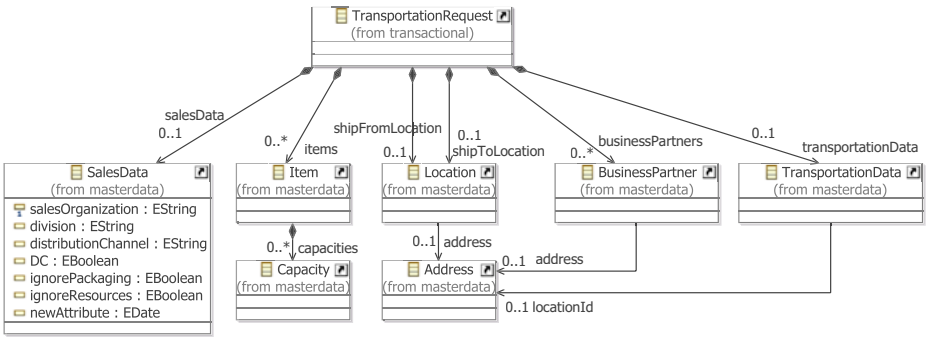 TransportationRequest
(from transactional)
salesData
0..1
0..*
items
shipFromLocation
0..1
0..1
shipToLocation
businessPartners
0..*
0..1
transportationData
SalesData
(from masterdata)
salesOrganization : EString
division : EString
distributionChannel : EString
DC : EBoolean
ignorePackaging : EBoolean
ignoreResources : EBoolean
newAttribute : EDate
Item
(from masterdata)
Location
(from masterdata)
BusinessPartner
(from masterdata)
TransportationData
(from masterdata)
0..* capacities
0..1 address
0..1 address
Capacity
(from masterdata)
Address
(from masterdata)
0..1 locationId